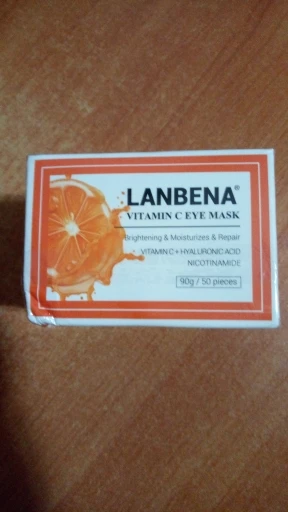 LANBENA®
VITAMIN C EYE MASK
Brightening & Moisturizes & Repair
VITAMIN C + HYALURONIC ACID
NICOTINAMIDE
90g / 50 pieces